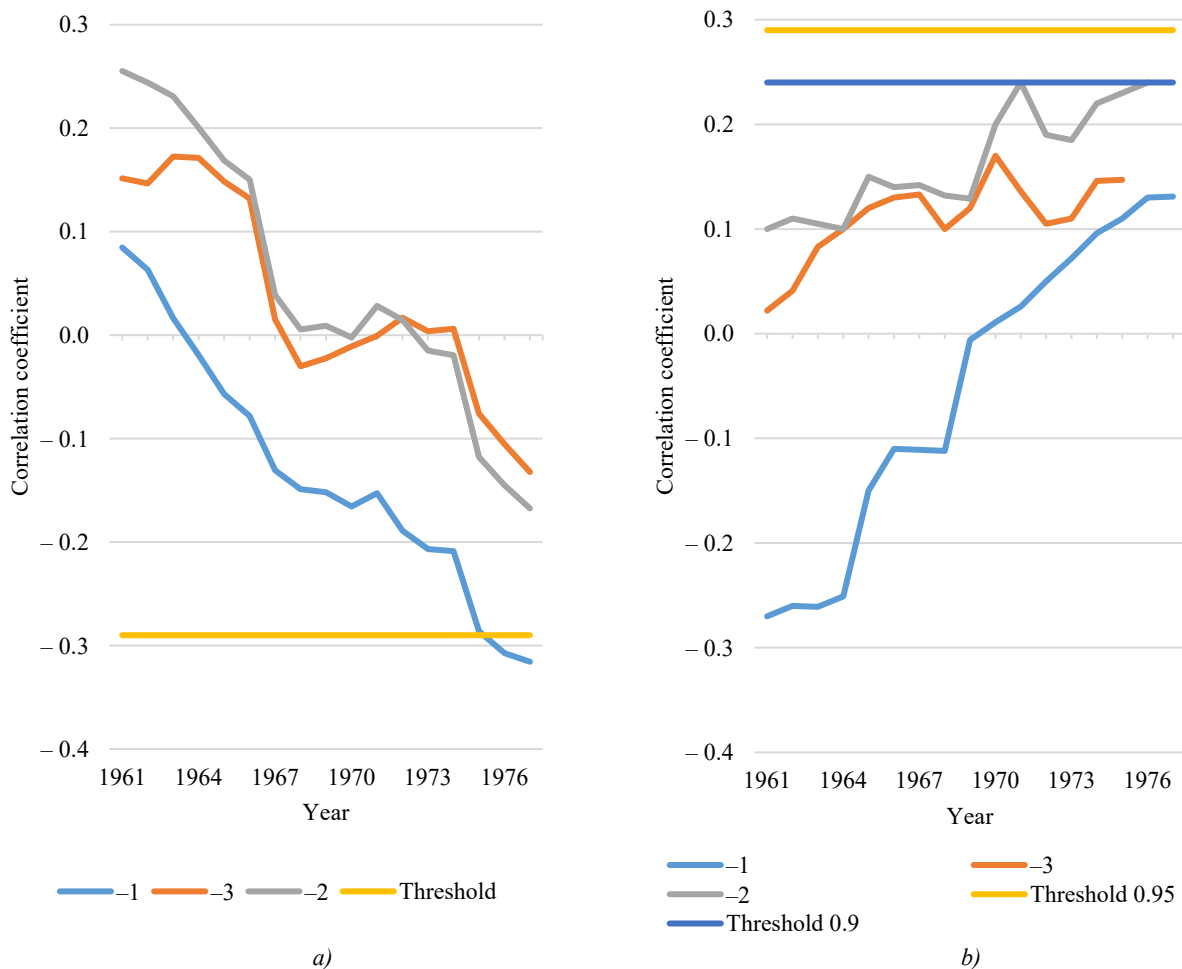 0.3
0.2
0.1
0.0
– 0.1
– 0.2
– 0.3
– 0.4
Correlation coefficient
1961 1964 1967 1970 1973 1976
Year
–1 –3 –2 Threshold
a)
0.3
0.2
0.1
0.0
– 0.1
– 0.2
– 0.3
– 0.4
Correlation coefficient
1961 1964 1967 1970 1973 1976
Year
–1 –3
–2 Threshold 0.95
Threshold 0.9
b)